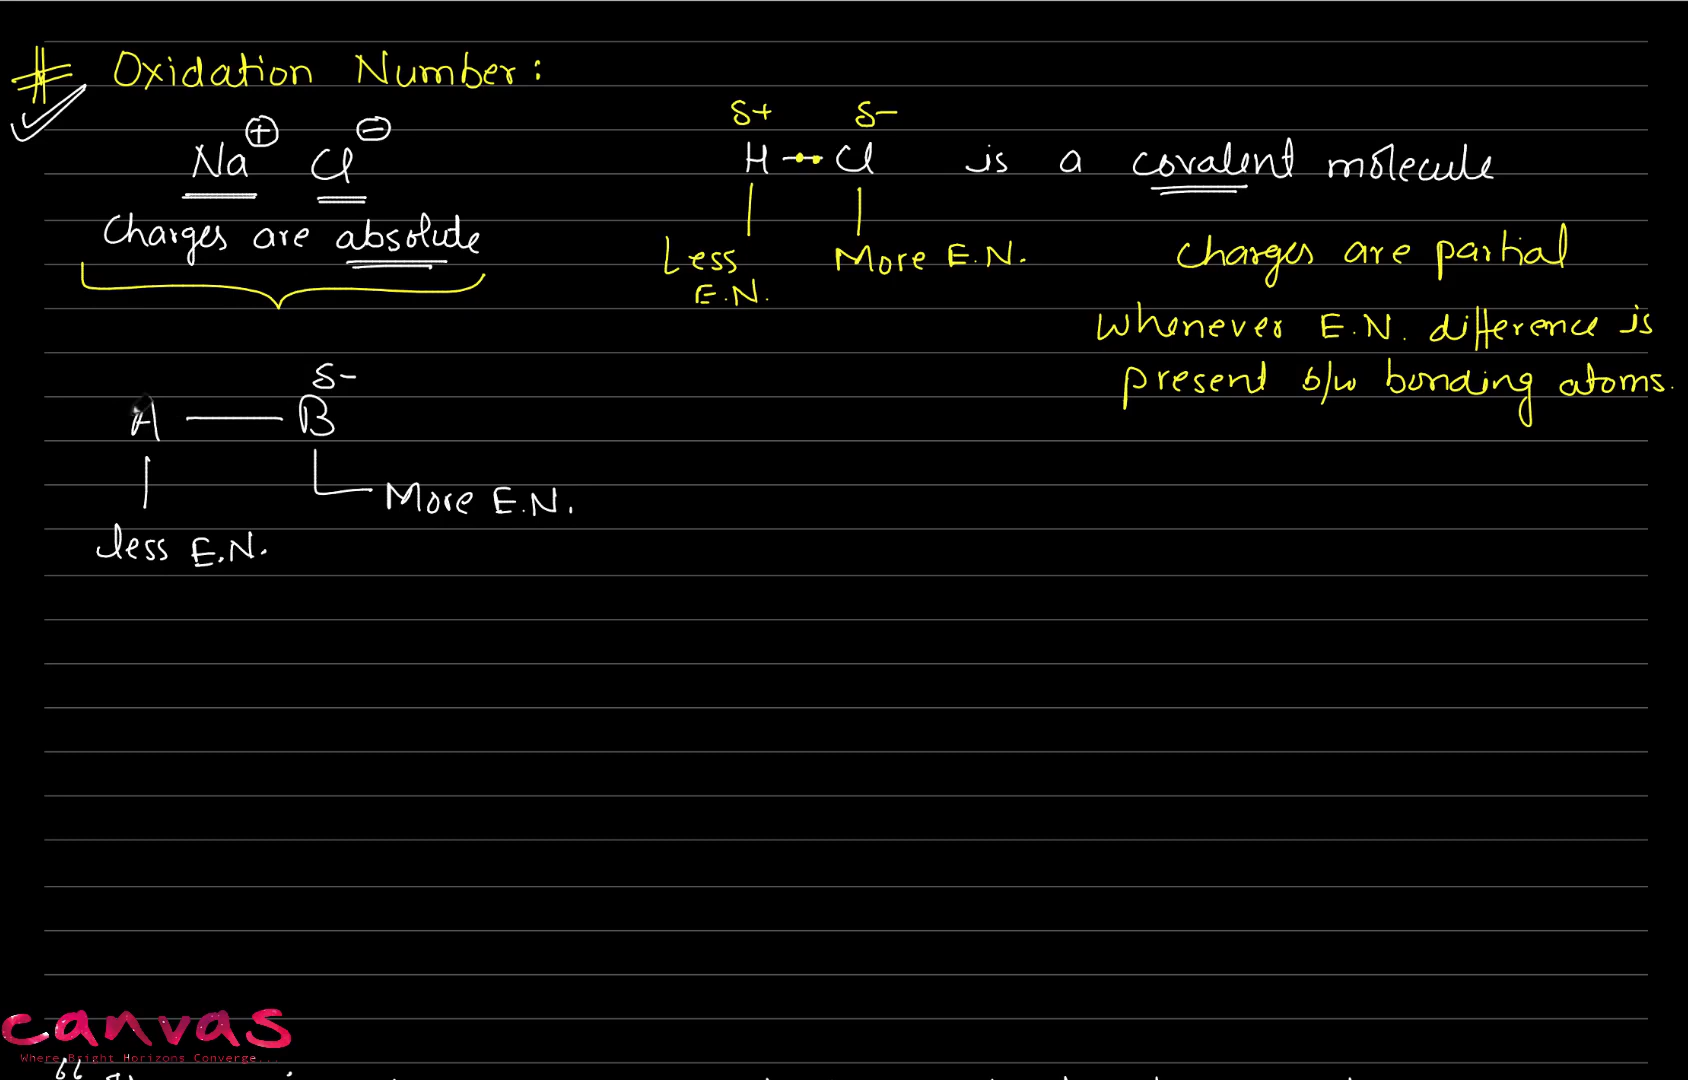 # Oxidation Number:
Na⊕ Cl⊖
Charges are absolute
δ+ δ-
H Cl is a covalent molecule
Less E.N.
More E.N.
Charges are partial
whenever E.N. difference is
present b/w bonding atoms.
δ-
A — B
More E.N.
less E.N.
canvas
Where Bright Horizons Converge...